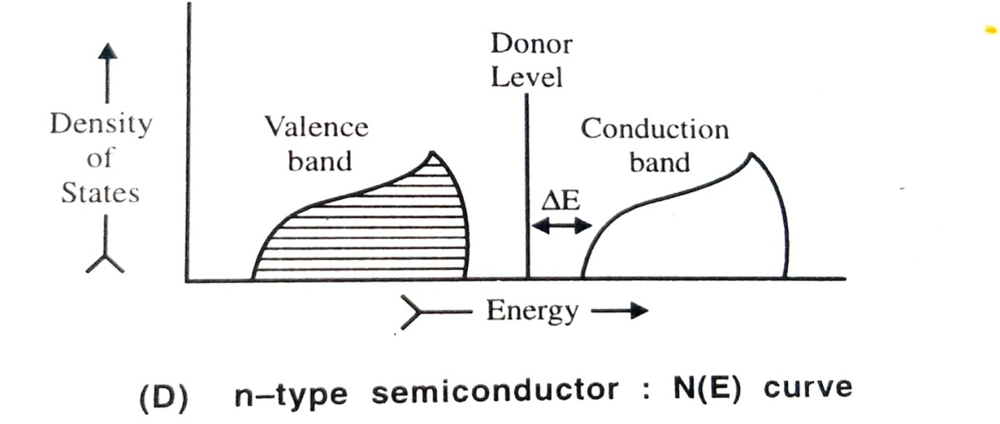 Donor
Level
Density
of
States
Valence
band
Conduction
band
ΔE
Energy
(D) n–type semiconductor : N(E) curve